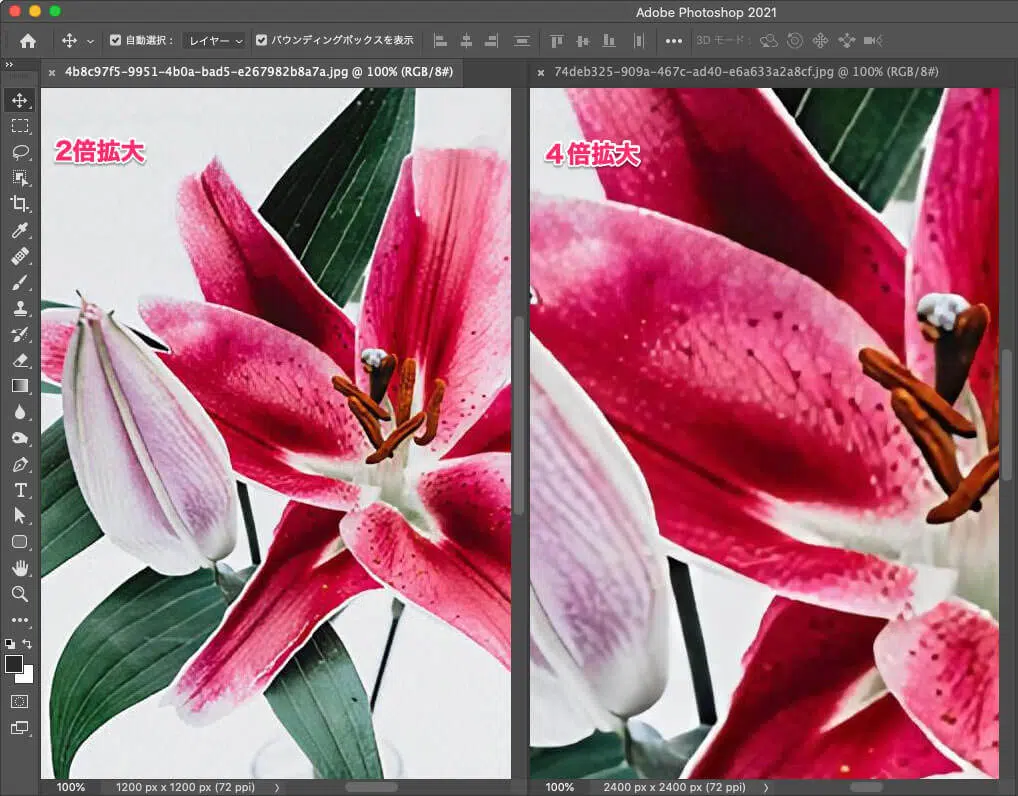 Adobe Photoshop 2021
自動選択： レイヤー バウンディングボックスを表示 3D モード：
4b8c97f5-9951-4b0a-bad5-e267982b8a7a.jpg @ 100% (RGB/8#)
74deb325-909a-467c-ad40-e6a633a2a8cf.jpg @ 100% (RGB/8#)
2倍拡大
４倍拡大
100% 1200 px x 1200 px (72 ppi)
100% 2400 px x 2400 px (72 ppi)